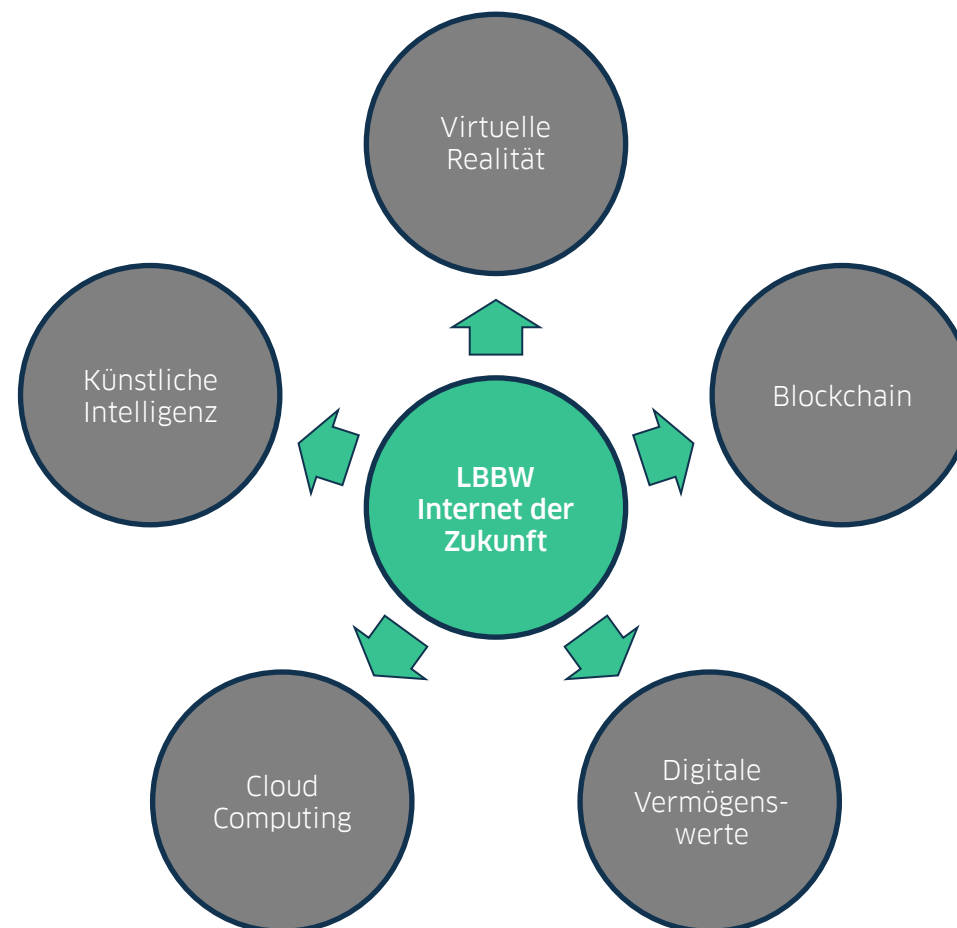 Virtuelle
Realität
Künstliche
Intelligenz
Blockchain
LBBW
Internet der
Zukunft
Cloud
Computing
Digitale
Vermögens-
werte